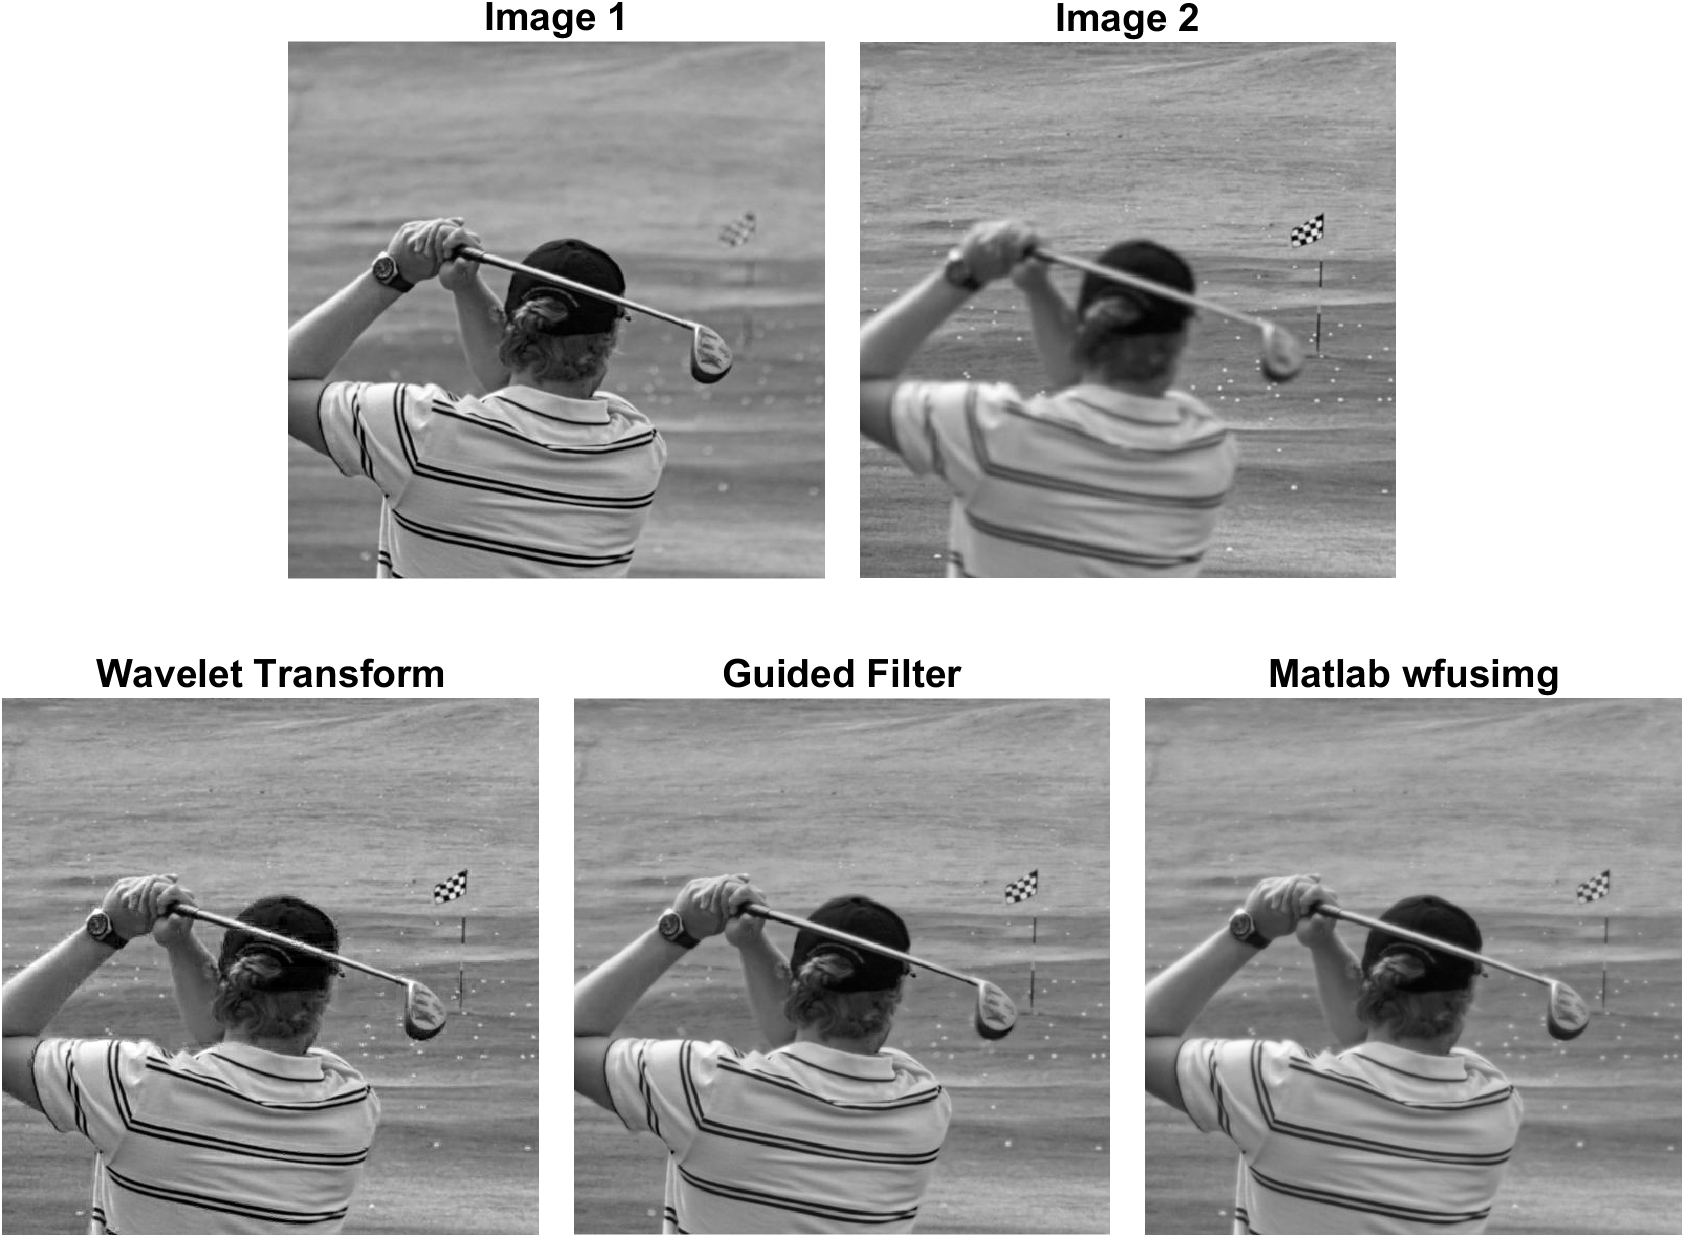 Image 1
Image 2
Wavelet Transform
Guided Filter
Matlab wfusimg